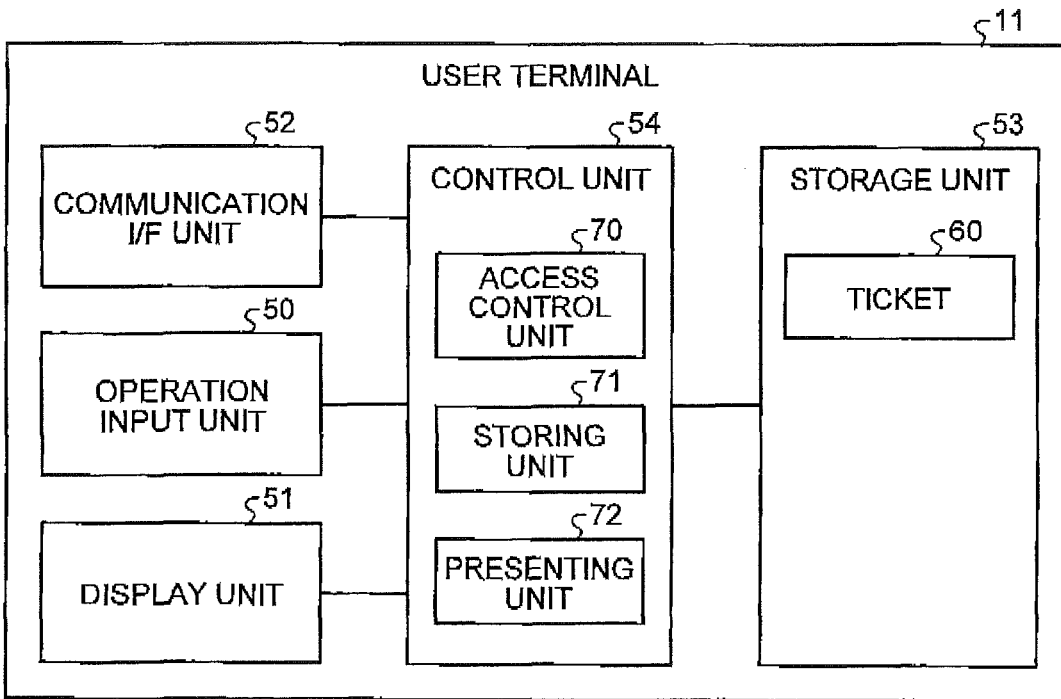 11
USER TERMINAL
52
COMMUNICATION
I/F UNIT
50
OPERATION
INPUT UNIT
51
DISPLAY UNIT
54
CONTROL UNIT
70
ACCESS
CONTROL
UNIT
71
STORING
UNIT
72
PRESENTING
UNIT
53
STORAGE UNIT
60
TICKET